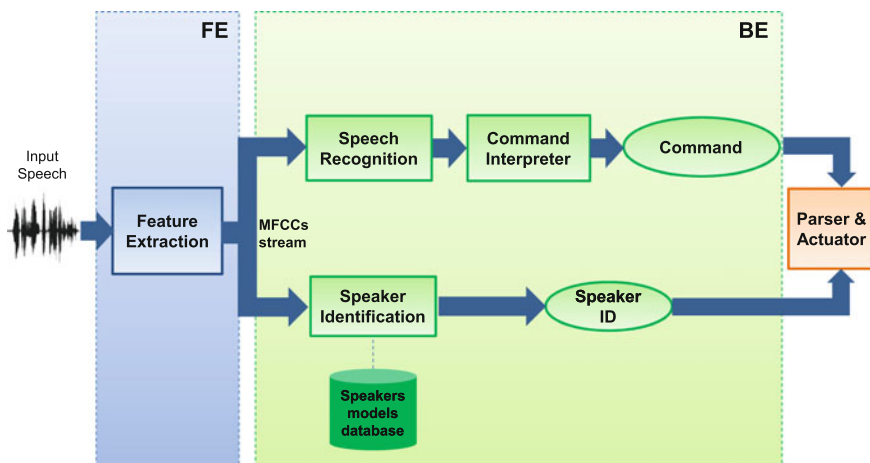 FE
BE
Input
Speech
Feature
Extraction
MFCCs
stream
Speech
Recognition
Command
Interpreter
Command
Speaker
Identification
Speaker
ID
Speakers
models
database
Parser &
Actuator